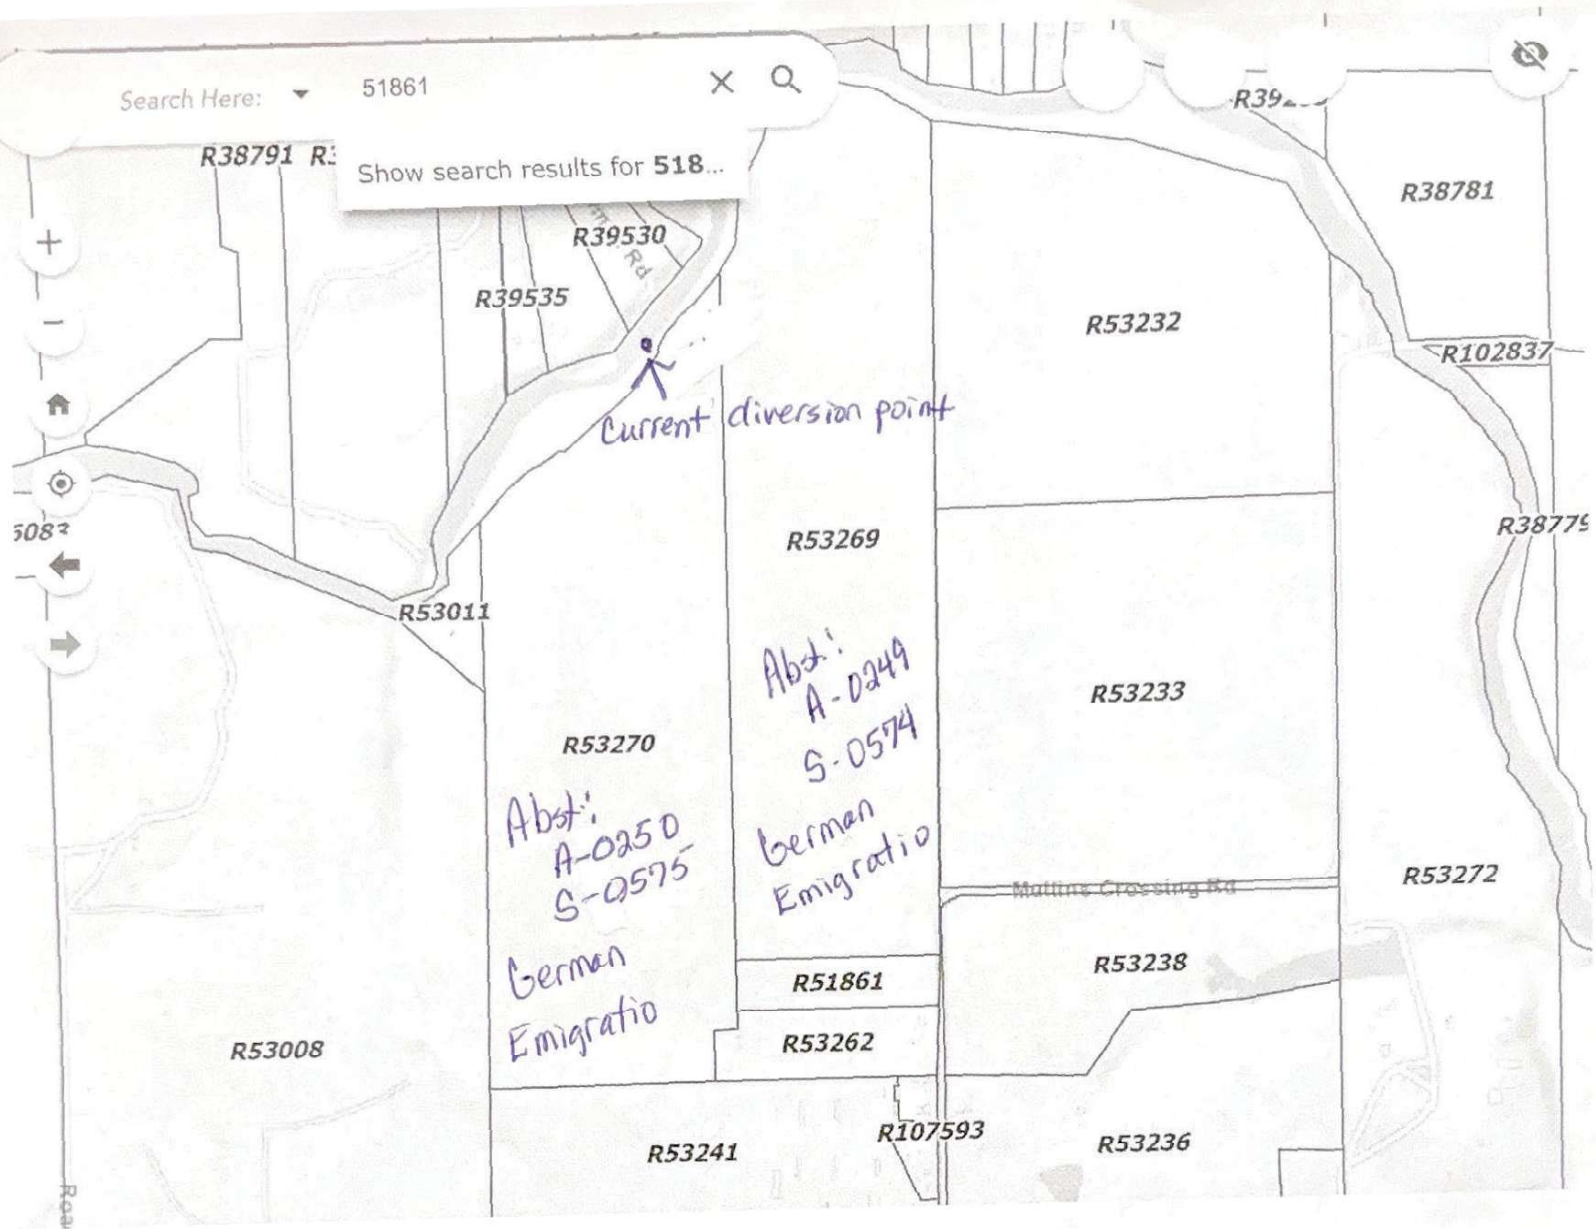 Search Here:
51861
Show search results for 518...
R38791
R39530
Rd
R39535
R38781
R53232
R102837
Current diversion point
R53269
R38779
R53011
Abst:
A-0249
S-0574
German
Emigratio
R53233
R53270
Abst:
A-0250
S-0575
German
Emigratio
Mullins Crossing Rd
R53272
R53238
R51861
R53262
R53008
R107593
R53236
R53241